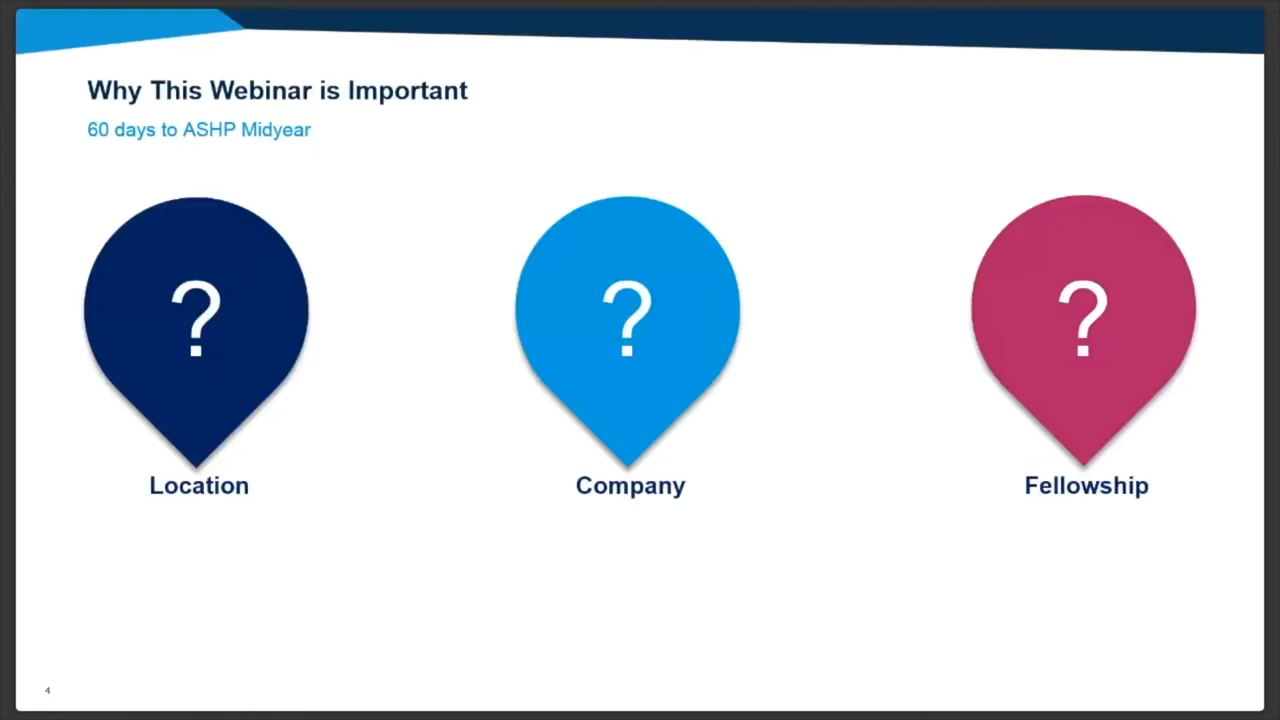 Why This Webinar is Important
60 days to ASHP Midyear
? ? ?
Location Company Fellowship
4